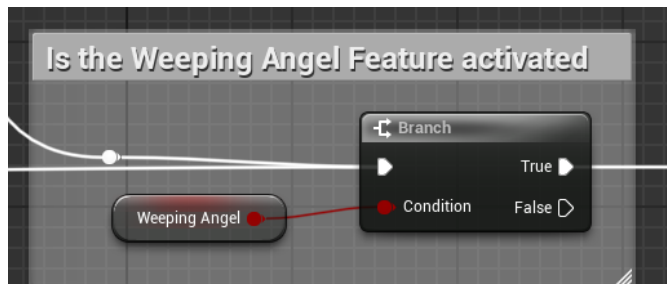 Is the Weeping Angel Feature activated
Branch
True
Weeping Angel
Condition
False